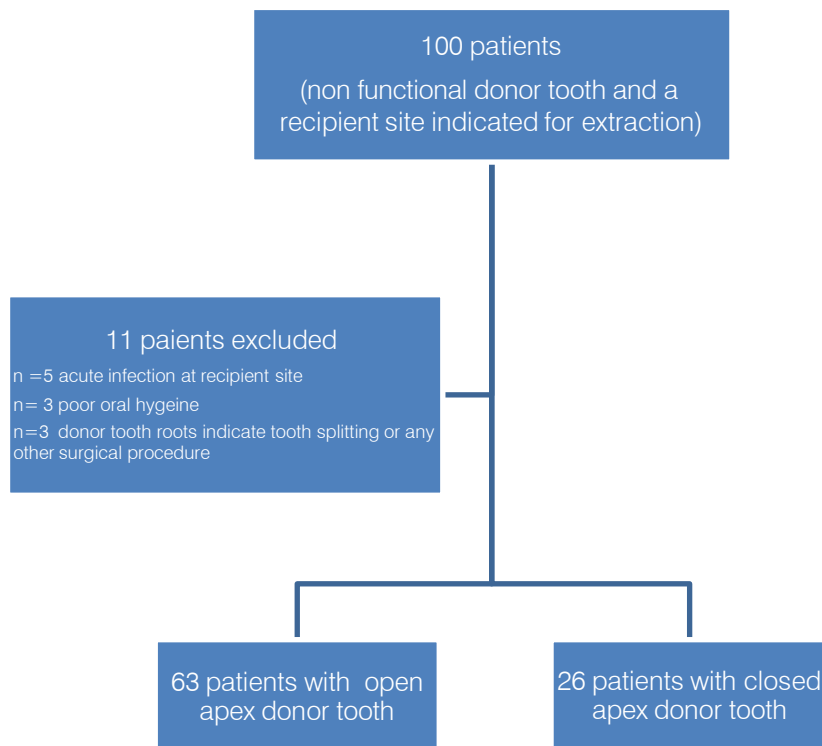 100 patients
(non functional donor tooth and a
recipient site indicated for extraction)
11 paients excluded
n =5 acute infection at recipient site
n= 3 poor oral hygeine
n=3 donor tooth roots indicate tooth splitting or any
other surgical procedure
63 patients with open
apex donor tooth
26 patients with closed
apex donor tooth